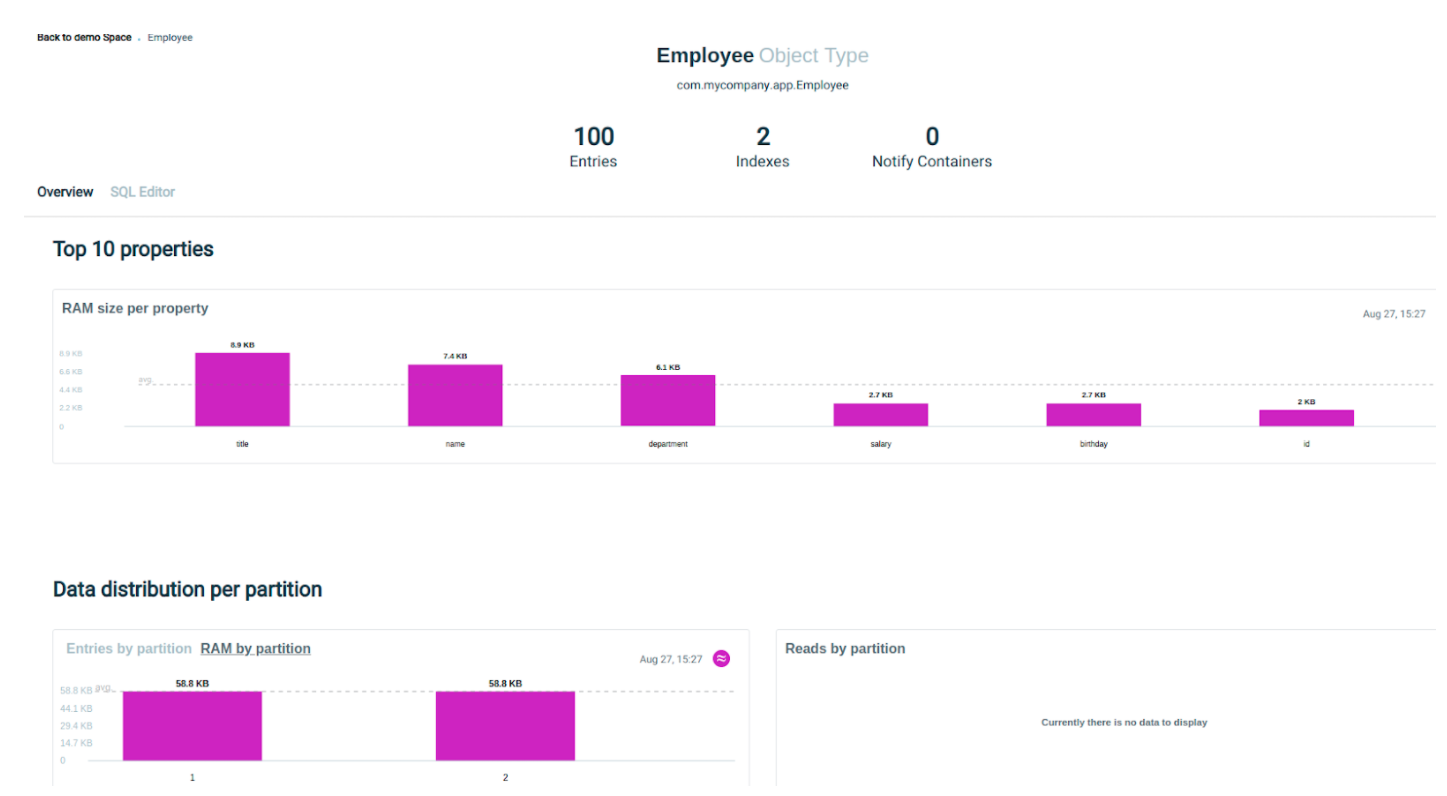 Back to demo Space . Employee
Employee Object Type
com.mycompany.app.Employee
100 2 0
Entries Indexes Notify Containers
Overview SQL Editor
Top 10 properties
RAM size per property
Aug 27, 15:27
8.9 KB
6.6 KB
4.4 KB
2.2 KB
0
avg.
8.9 KB
7.4 KB
6.1 KB
2.7 KB
2.7 KB
2 KB
title name department salary birthday id
Data distribution per partition
Entries by partition RAM by partition
Aug 27, 15:27
58.8 KB
44.1 KB
29.4 KB
14.7 KB
0
avg.
58.8 KB 58.8 KB
1 2
Reads by partition
Currently there is no data to display